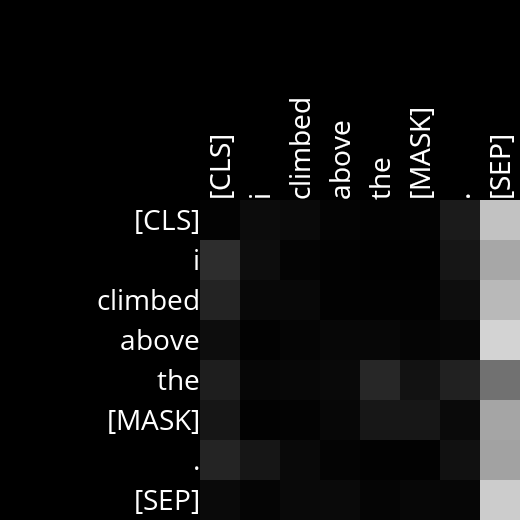 [CLS] i climbed above the [MASK] . [SEP]
[CLS]
i
climbed
above
the
[MASK]
.
[SEP]